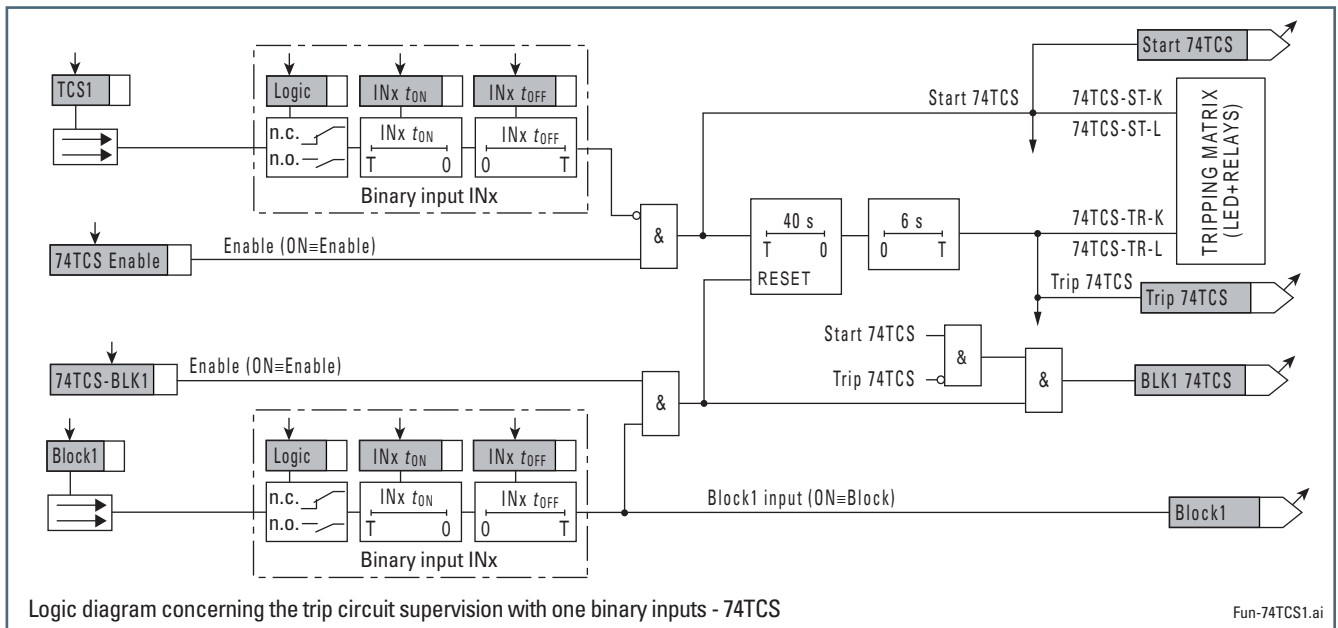 Start 74TCS
TCS1
Logic
INx tON
INx tOFF
n.c.
n.o.
INx tON
T 0
INx tOFF
0 T
Binary input INx
Start 74TCS
74TCS-ST-K
74TCS-ST-L
TRIPPING MATRIX
(LED+RELAYS)
74TCS Enable
Enable (ON≡Enable)
&
40 s
T 0
RESET
6 s
0 T
74TCS-TR-K
74TCS-TR-L
Trip 74TCS
Trip 74TCS
Start 74TCS
Trip 74TCS
&
74TCS-BLK1
Enable (ON≡Enable)
&
&
BLK1 74TCS
Block1
Logic
INx tON
INx tOFF
n.c.
n.o.
INx tON
T 0
INx tOFF
0 T
Binary input INx
Block1 input (ON≡Block)
Block1
Logic diagram concerning the trip circuit supervision with one binary inputs - 74TCS
Fun-74TCS1.ai